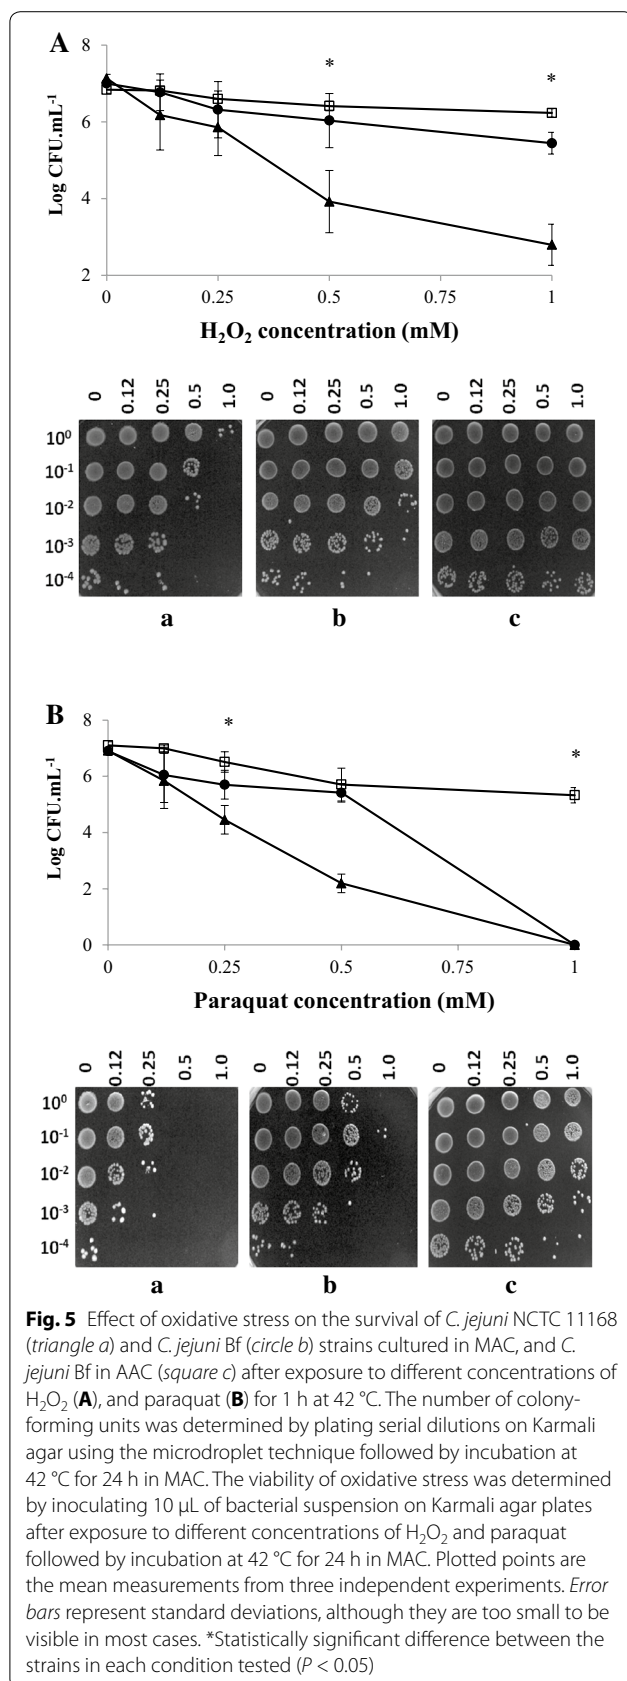 A
8
6
4
2
Log CFU.mL⁻¹
*
*
0
0.25
0.5
0.75
1
H₂O₂ concentration (mM)
0 0.12 0.25 0.5 1.0
0 0.12 0.25 0.5 1.0
0 0.12 0.25 0.5 1.0
10⁰
10⁻¹
10⁻²
10⁻³
10⁻⁴
a
b
c
B
8
6
4
2
0
Log CFU.mL⁻¹
*
*
0
0.25
0.5
0.75
1
Paraquat concentration (mM)
0 0.12 0.25 0.5 1.0
0 0.12 0.25 0.5 1.0
0 0.12 0.25 0.5 1.0
10⁰
10⁻¹
10⁻²
10⁻³
10⁻⁴
a
b
c
Fig. 5 Effect of oxidative stress on the survival of C. jejuni NCTC 11168
(triangle a) and C. jejuni Bf (circle b) strains cultured in MAC, and C.
jejuni Bf in AAC (square c) after exposure to different concentrations of
H₂O₂ (A), and paraquat (B) for 1 h at 42 °C. The number of colony-
forming units was determined by plating serial dilutions on Karmali
agar using the microdroplet technique followed by incubation at
42 °C for 24 h in MAC. The viability of oxidative stress was determined
by inoculating 10 μL of bacterial suspension on Karmali agar plates
after exposure to different concentrations of H₂O₂ and paraquat
followed by incubation at 42 °C for 24 h in MAC. Plotted points are
the mean measurements from three independent experiments. Error
bars represent standard deviations, although they are too small to be
visible in most cases. *Statistically significant difference between the
strains in each condition tested (P < 0.05)